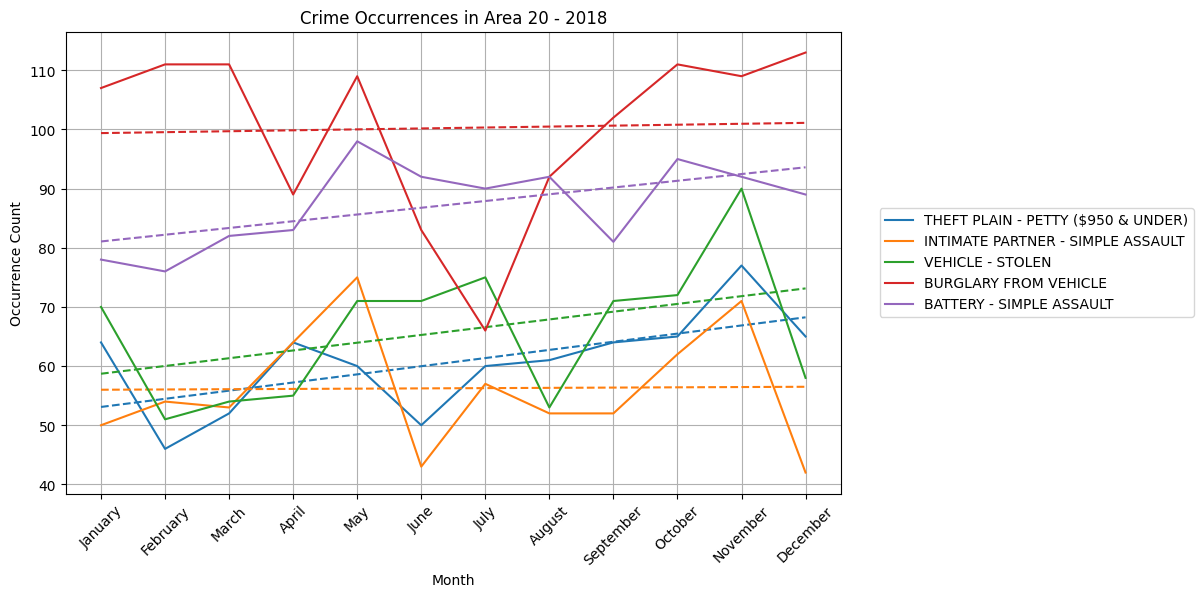 Crime Occurrences in Area 20 - 2018
Occurrence Count
110
100
90
80
70
60
50
40
January
February
March
April
May
June
July
August
September
October
November
December
Month
THEFT PLAIN - PETTY ($950 & UNDER)
INTIMATE PARTNER - SIMPLE ASSAULT
VEHICLE - STOLEN
BURGLARY FROM VEHICLE
BATTERY - SIMPLE ASSAULT